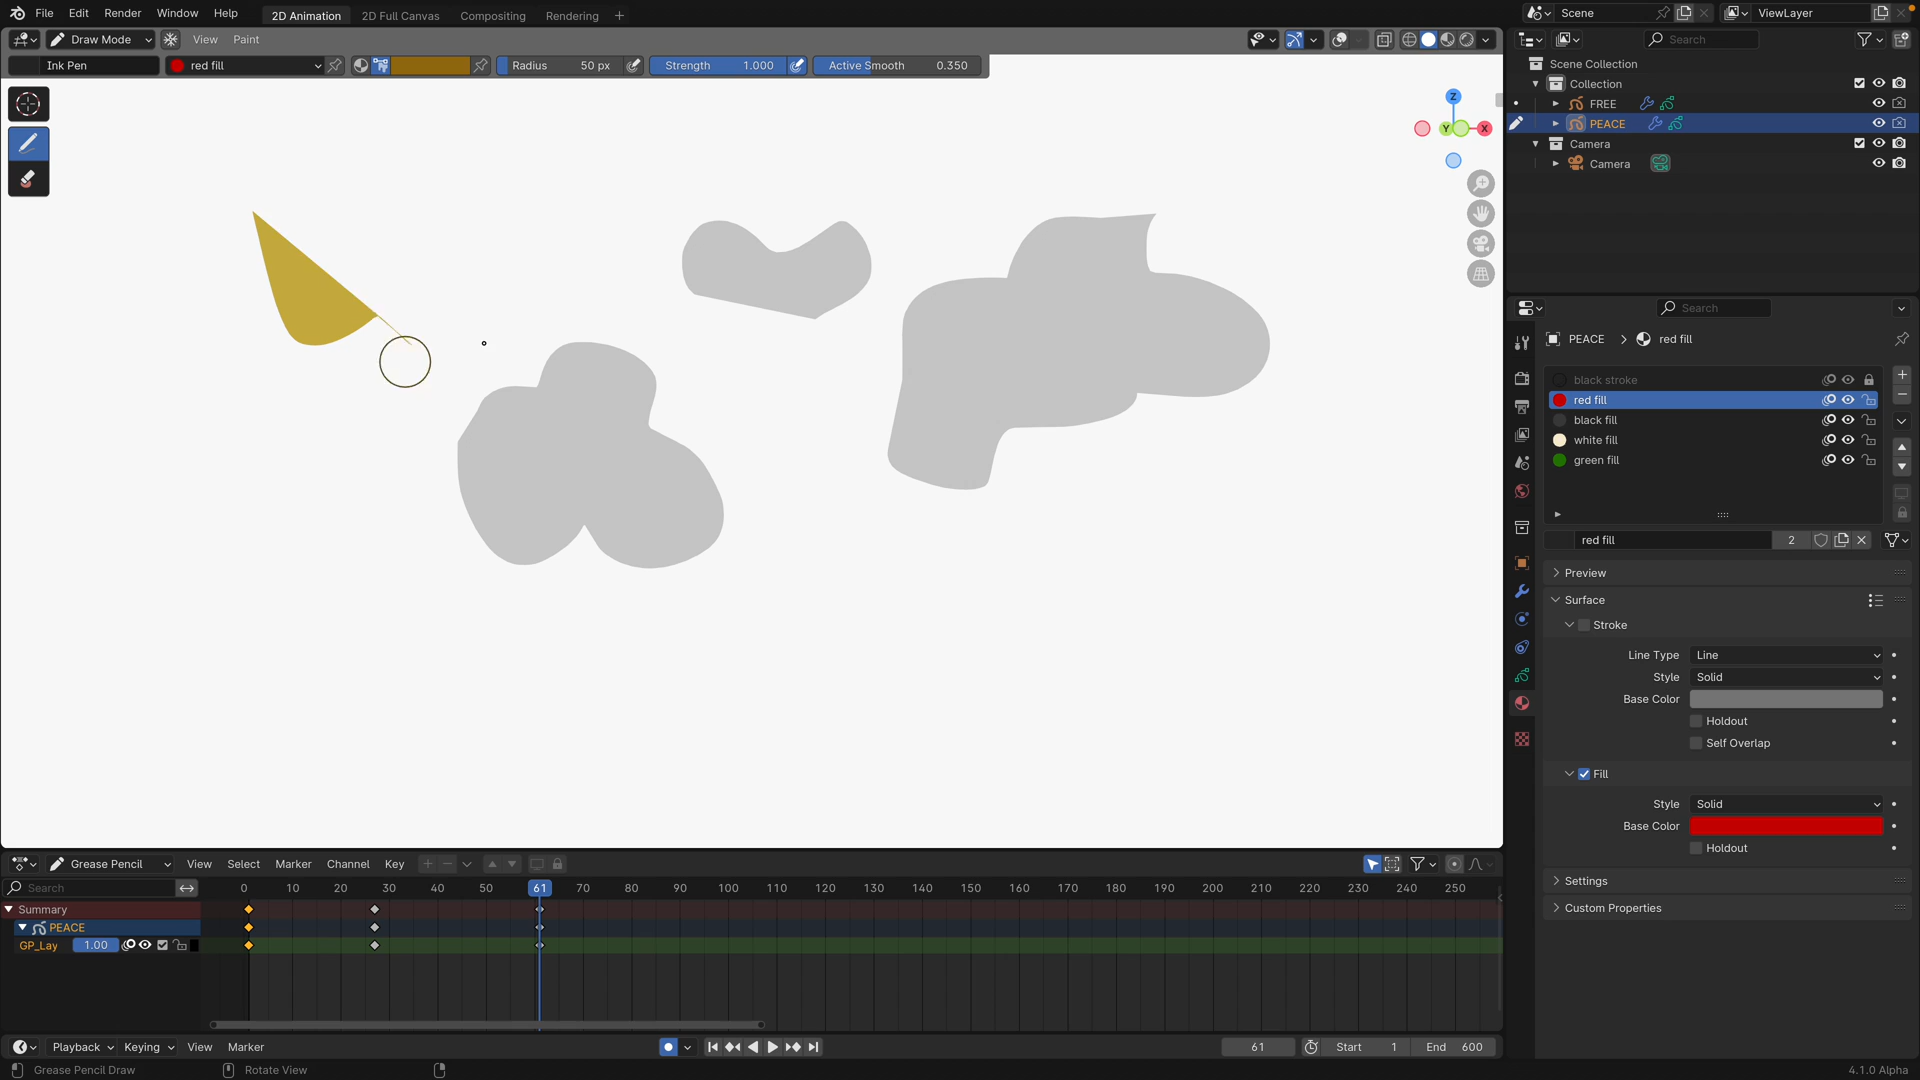 File Edit Render Window Help 2D Animation 2D Full Canvas Compositing Rendering Scene ViewLayer
Draw Mode View Paint Search
Ink Pen red fill Radius 50 px Strength 1.000 Active Smooth 0.350
Scene Collection
Collection
FREE
PEACE
Camera
Camera
Z
Y X
Search
PEACE red fill
black stroke
red fill
black fill
white fill
green fill
red fill 2
Preview
Surface
Stroke
Line Type Line
Style Solid
Base Color
Holdout
Self Overlap
Fill
Style Solid
Base Color
Holdout
Settings
Custom Properties
Grease Pencil View Select Marker Channel Key
Search 0 10 20 30 40 50 61 70 80 90 100 110 120 130 140 150 160 170 180 190 200 210 220 230 240 250
Summary
PEACE
GP_Lay 1.00
Playback Keying View Marker 61 Start 1 End 600
Grease Pencil Draw Rotate View 4.1.0 Alpha